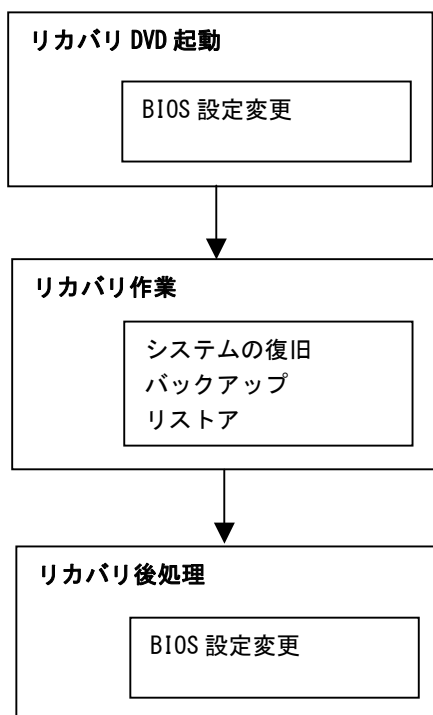 リカバリ DVD 起動
BIOS 設定変更
リカバリ作業
システムの復旧
バックアップ
リストア
リカバリ後処理
BIOS 設定変更